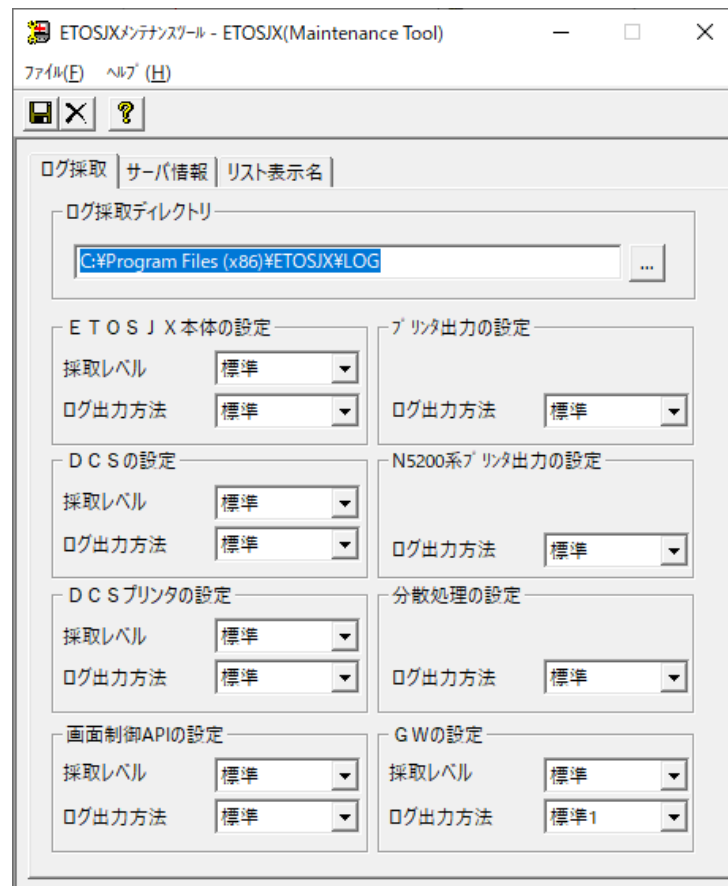 ETOSJXﾒﾝﾃﾅﾝｽﾂｰﾙ - ETOSJX(Maintenance Tool)
ﾌｧｲﾙ(F) ﾍﾙﾌﾟ(H)
ログ採取 サーバ情報 リスト表示名
ログ採取ディレクトリ
C:¥Program Files (x86)¥ETOSJX¥LOG ...
ＥＴＯＳＪＸ本体の設定
採取レベル 標準
ログ出力方法 標準
ﾌﾟﾘﾝﾀ出力の設定
ログ出力方法 標準
ＤＣＳの設定
採取レベル 標準
ログ出力方法 標準
N5200系ﾌﾟﾘﾝﾀ出力の設定
ログ出力方法 標準
ＤＣＳプリンタの設定
採取レベル 標準
ログ出力方法 標準
分散処理の設定
ログ出力方法 標準
画面制御APIの設定
採取レベル 標準
ログ出力方法 標準
ＧＷの設定
採取レベル 標準
ログ出力方法 標準1